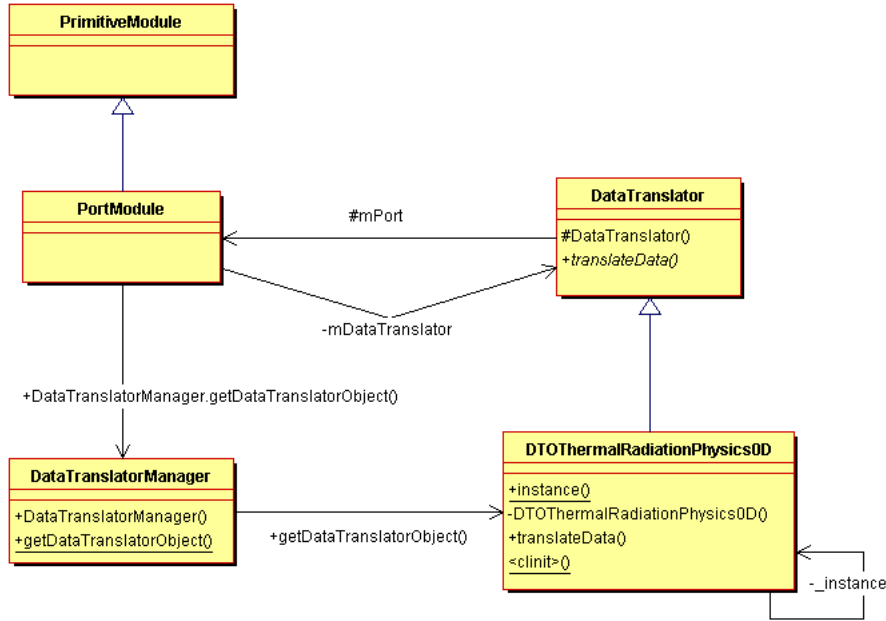 PrimitiveModule
PortModule
#mPort
DataTranslator
#DataTranslator()
+translateData()
-mDataTranslator
+DataTranslatorManager.getDataTranslatorObject()
DataTranslatorManager
+DataTranslatorManager()
+getDataTranslatorObject()
+getDataTranslatorObject()
DTOThermalRadiationPhysics0D
+instance()
-DTOThermalRadiationPhysics0D()
+translateData()
<clinit>()
-_instance